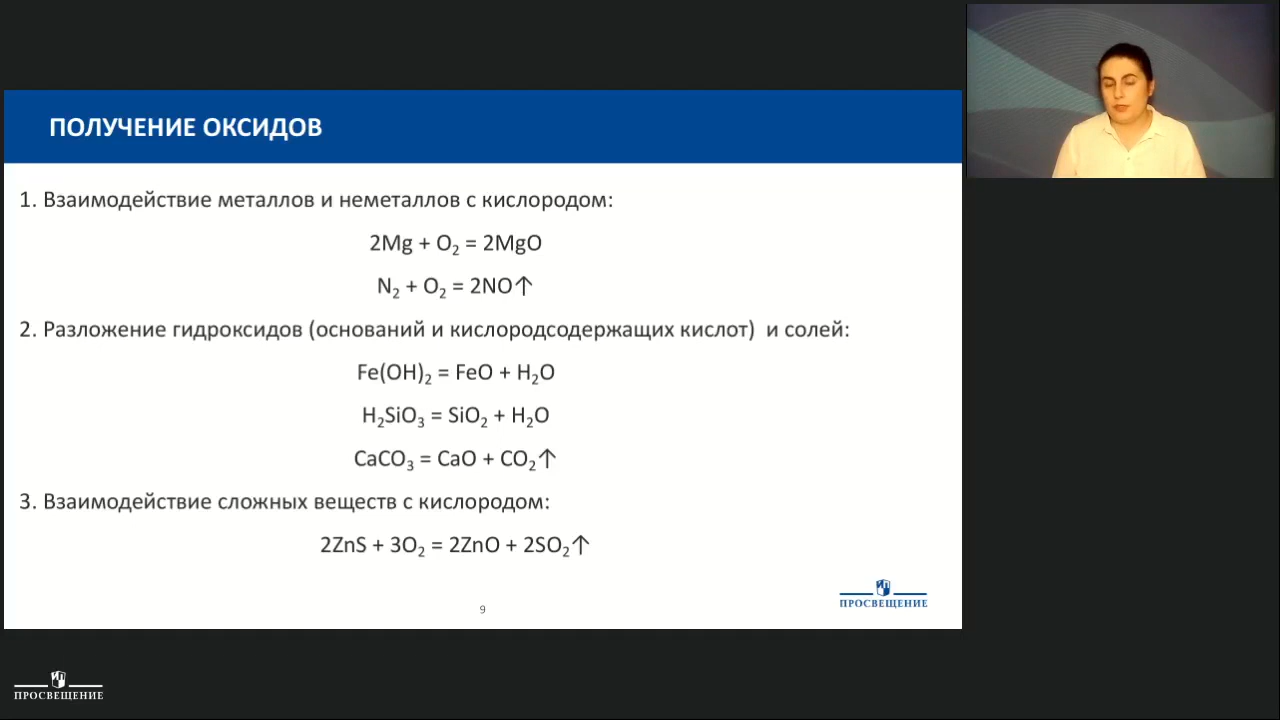 ПОЛУЧЕНИЕ ОКСИДОВ
1. Взаимодействие металлов и неметаллов с кислородом:
2Mg + O₂ = 2MgO
N₂ + O₂ = 2NO↑
2. Разложение гидроксидов (оснований и кислородсодержащих кислот) и солей:
Fe(OH)₂ = FeO + H₂O
H₂SiO₃ = SiO₂ + H₂O
CaCO₃ = CaO + CO₂↑
3. Взаимодействие сложных веществ с кислородом:
2ZnS + 3O₂ = 2ZnO + 2SO₂↑
ИП
ПРОСВЕЩЕНИЕ
9
ИП
ПРОСВЕЩЕНИЕ